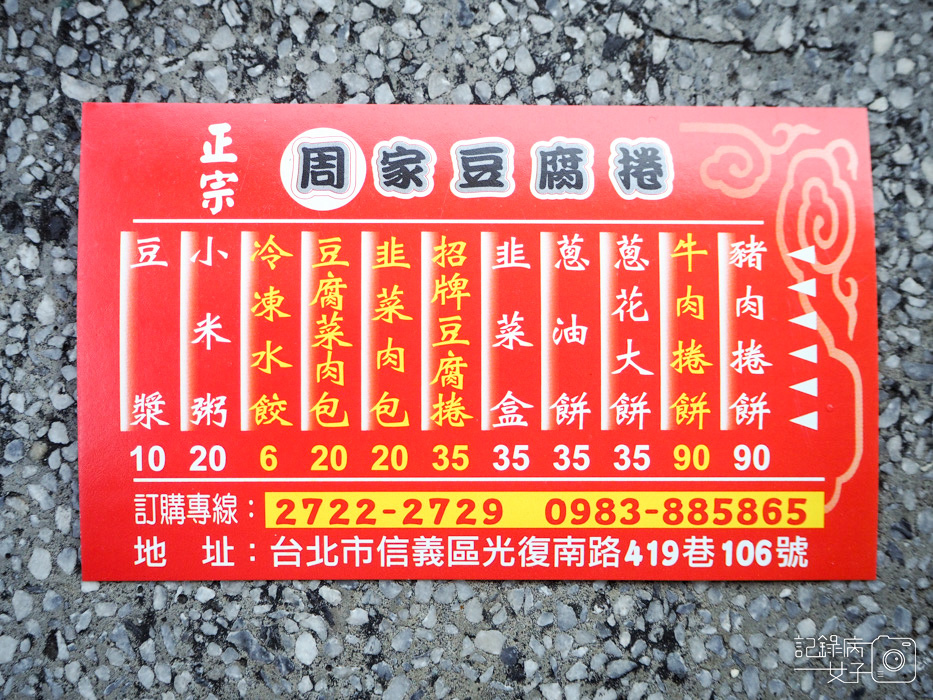 正宗 周家豆腐捲
豬肉捲餅 90
牛肉捲餅 90
蔥花大餅 35
蔥油餅 35
韭菜盒 35
招牌豆腐捲 35
韭菜肉包 20
豆腐菜肉包 20
冷凍水餃 6
小米粥 20
豆漿 10
訂購專線：2722-2729 0983-885865
地址：台北市信義區光復南路419巷106號
記錄病
女子